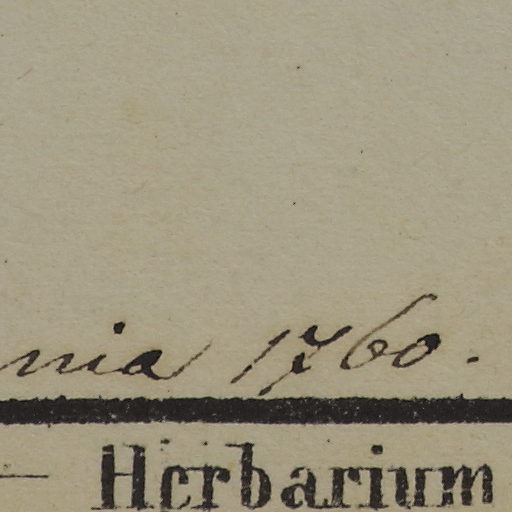 nia 1760.
— Herbarium